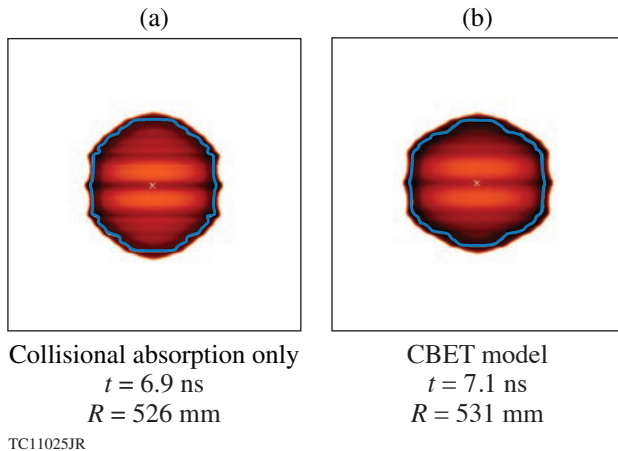 (a)
(b)
Collisional absorption only
t = 6.9 ns
R = 526 mm
CBET model
t = 7.1 ns
R = 531 mm
TC11025JR